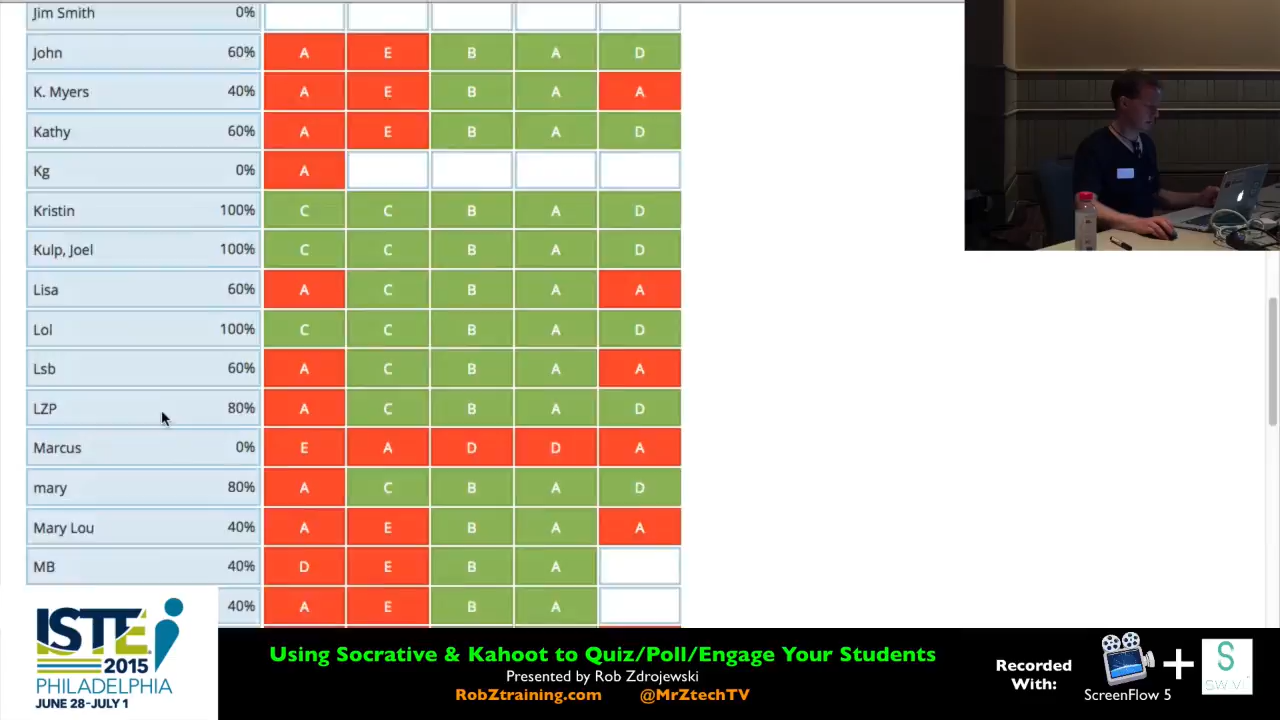 Jim Smith 0%
John 60% A E B A D
K. Myers 40% A E B A A
Kathy 60% A E B A D
Kg 0% A
Kristin 100% C C B A D
Kulp, Joel 100% C C B A D
Lisa 60% A C B A A
Lol 100% C C B A D
Lsb 60% A C B A A
LZP 80% A C B A D
Marcus 0% E A D D A
mary 80% A C B A D
Mary Lou 40% A E B A A
MB 40% D E B A
40% A E B A
ISTE
2015
PHILADELPHIA
JUNE 28-JULY 1
Using Socrative & Kahoot to Quiz/Poll/Engage Your Students
Presented by Rob Zdrojewski
RobZtraining.com @MrZtechTV
Recorded
With:
ScreenFlow 5
+
S
SWIVL